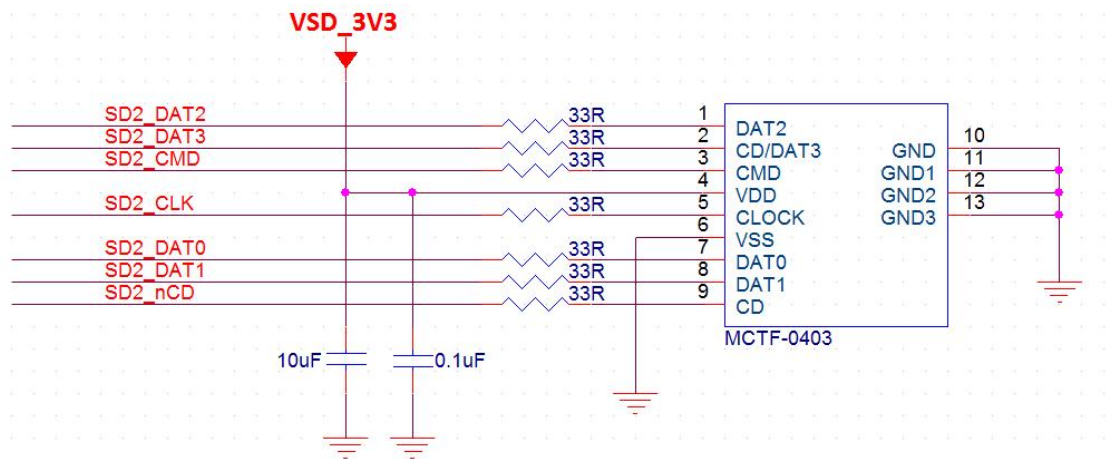 VSD_3V3
SD2_DAT2 33R 1 DAT2
SD2_DAT3 33R 2 CD/DAT3 GND 10
SD2_CMD 33R 3 CMD GND1 11
4 VDD GND2 12
SD2_CLK 33R 5 CLOCK GND3 13
6 VSS
SD2_DAT0 33R 7 DAT0
SD2_DAT1 33R 8 DAT1
SD2_nCD 33R 9 CD
MCTF-0403
10uF 0.1uF